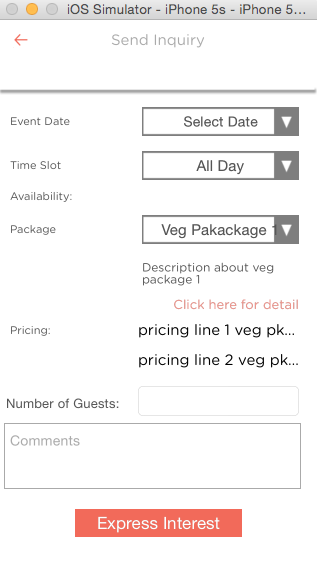 iOS Simulator - iPhone 5s - iPhone 5...
Send Inquiry
Event Date
Select Date
Time Slot
All Day
Availability:
Package
Veg Pakackage 1
Description about veg
package 1
Click here for detail
Pricing:
pricing line 1 veg pk...
pricing line 2 veg pk...
Number of Guests:
Comments
Express Interest